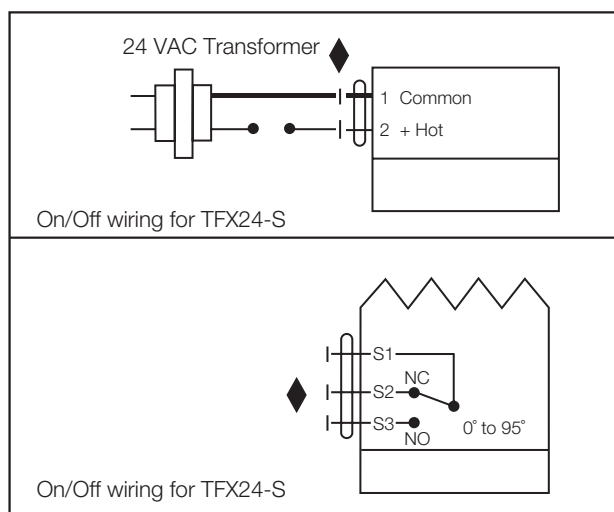 24 VAC Transformer
1 Common
2 + Hot
On/Off wiring for TFX24-S
S1
NC
S2
S3
NO
0° to 95°
On/Off wiring for TFX24-S